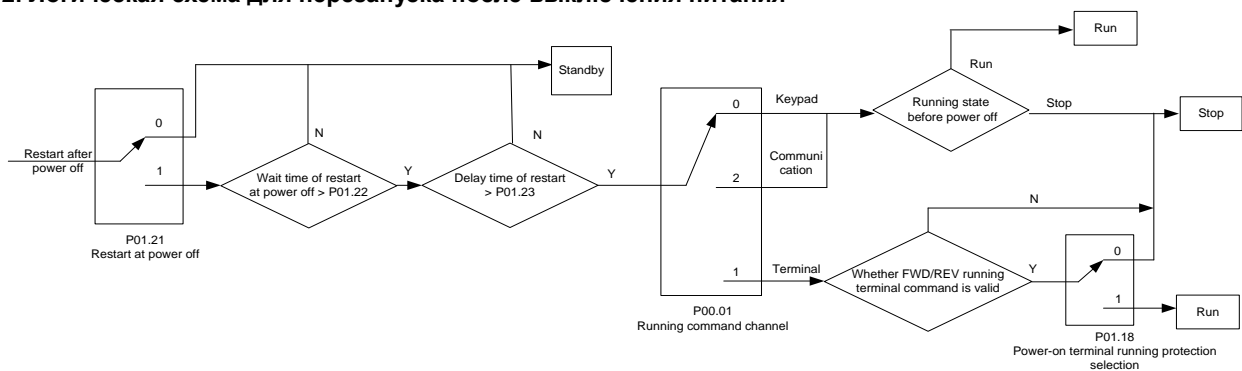 2. Логическая схема для перезапуска после выключения питания
Run
Standby
Run
0
Keypad
Running state
before power off
Stop
Stop
0
N
N
Restart after
power off
1
Wait time of restart
at power off > P01.22
Y
Delay time of restart
> P01.23
Y
Communi
cation
2
N
P01.21
Restart at power off
1
Terminal
Whether FWD/REV running
terminal command is valid
Y
0
1
Run
P00.01
Running command channel
P01.18
Power-on terminal running protection
selection